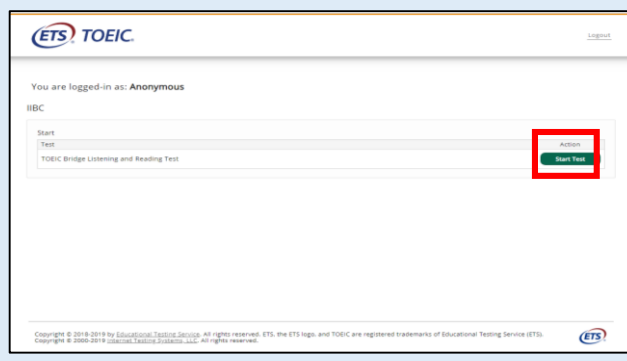 ETS TOEIC.
Logout
You are logged-in as: Anonymous
IIBC
Start
Test Action
TOEIC Bridge Listening and Reading Test Start Test
Copyright © 2018-2019 by Educational Testing Service. All rights reserved. ETS, the ETS logo, and TOEIC are registered trademarks of Educational Testing Service (ETS).
Copyright © 2000-2019 Internet Testing Systems, LLC. All rights reserved.
ETS